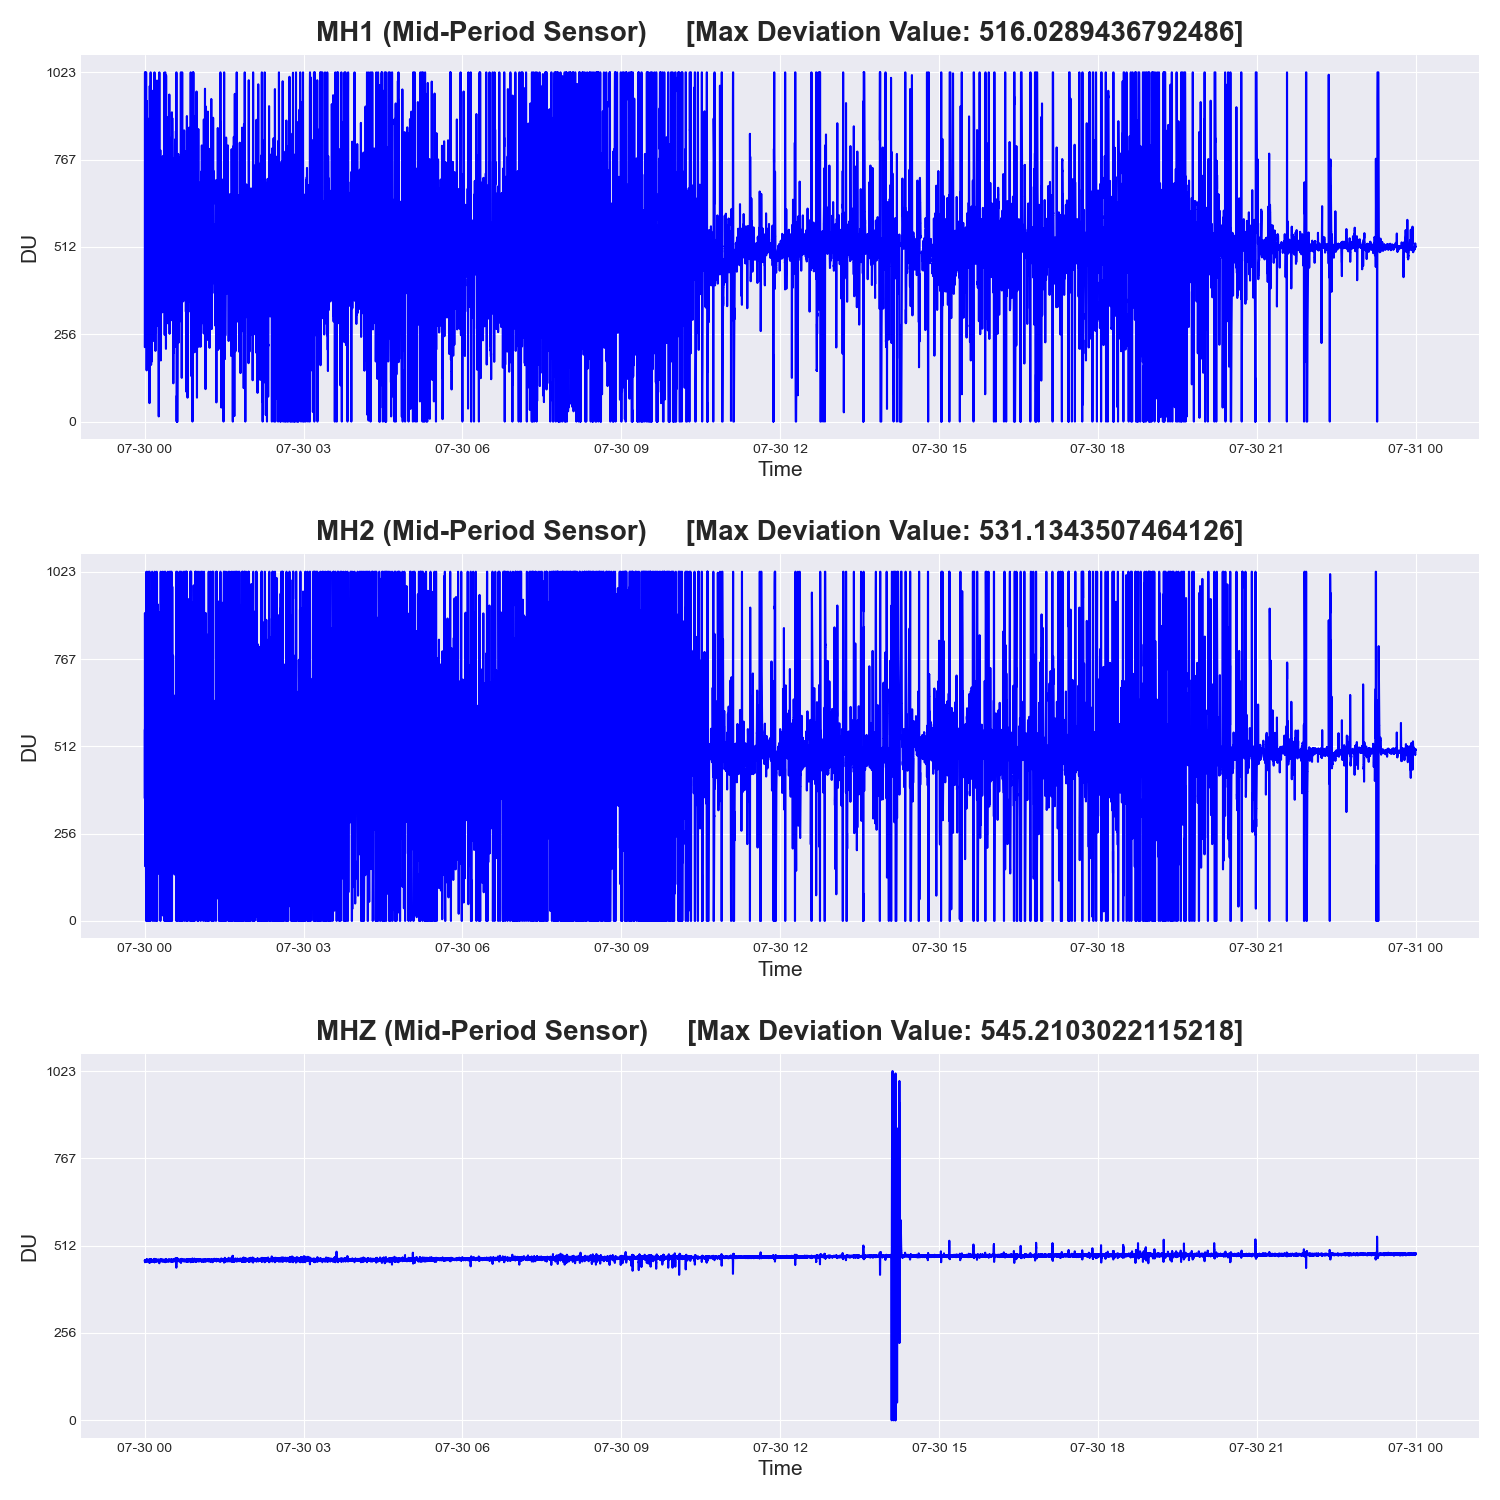 MH1 (Mid-Period Sensor) [Max Deviation Value: 516.0289436792486]
1023
767
512
256
0
DU
07-30 00 07-30 03 07-30 06 07-30 09 07-30 12 07-30 15 07-30 18 07-30 21 07-31 00
Time
MH2 (Mid-Period Sensor) [Max Deviation Value: 531.1343507464126]
1023
767
512
256
0
DU
07-30 00 07-30 03 07-30 06 07-30 09 07-30 12 07-30 15 07-30 18 07-30 21 07-31 00
Time
MHZ (Mid-Period Sensor) [Max Deviation Value: 545.2103022115218]
1023
767
512
256
0
DU
07-30 00 07-30 03 07-30 06 07-30 09 07-30 12 07-30 15 07-30 18 07-30 21 07-31 00
Time